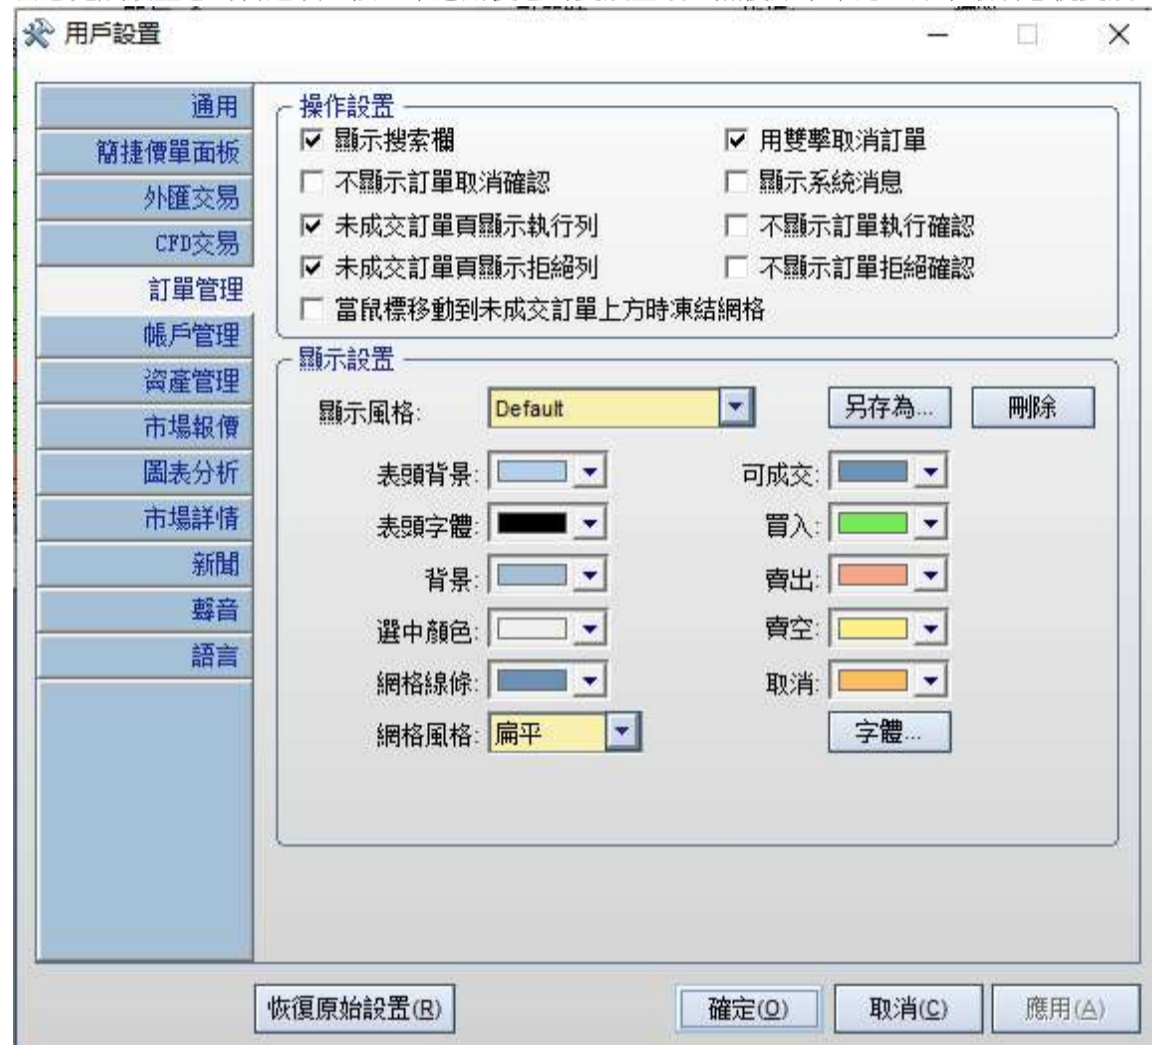 用戶設置
通用
簡捷價單面板
外匯交易
CFD交易
訂單管理
帳戶管理
資產管理
市場報價
圖表分析
市場詳情
新聞
聲音
語言
操作設置
顯示搜索欄 用雙擊取消訂單
不顯示訂單取消確認 顯示系統消息
未成交訂單頁顯示執行列 不顯示訂單執行確認
未成交訂單頁顯示拒絕列 不顯示訂單拒絕確認
當鼠標移動到未成交訂單上方時凍結網格
顯示設置
顯示風格: Default 另存為... 刪除
表頭背景: 可成交:
表頭字體: 買入:
背景: 賣出:
選中顏色: 賣空:
網格線條: 取消:
網格風格: 扁平 字體...
恢復原始設置(R) 確定(O) 取消(C) 應用(A)